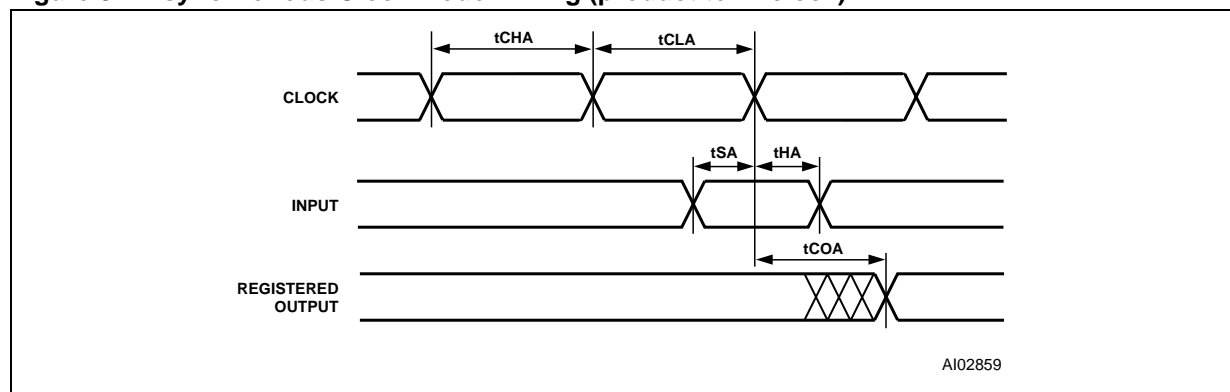 tCHA
tCLA
CLOCK
tSA
tHA
INPUT
tCOA
REGISTERED
OUTPUT
AI02859